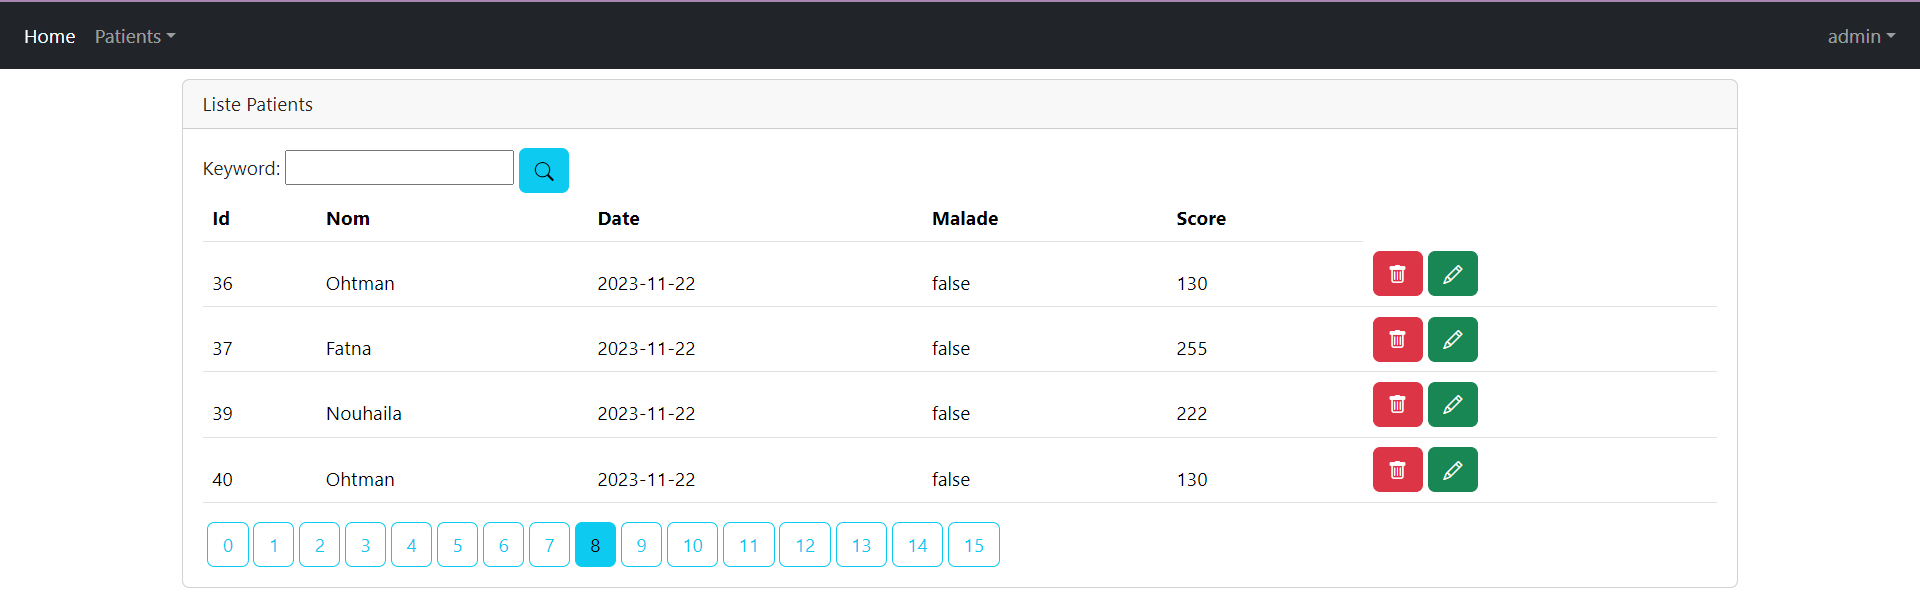 Home Patients admin
Liste Patients
Keyword:
Id Nom Date Malade Score
36 Ohtman 2023-11-22 false 130
37 Fatna 2023-11-22 false 255
39 Nouhaila 2023-11-22 false 222
40 Ohtman 2023-11-22 false 130
0 1 2 3 4 5 6 7 8 9 10 11 12 13 14 15